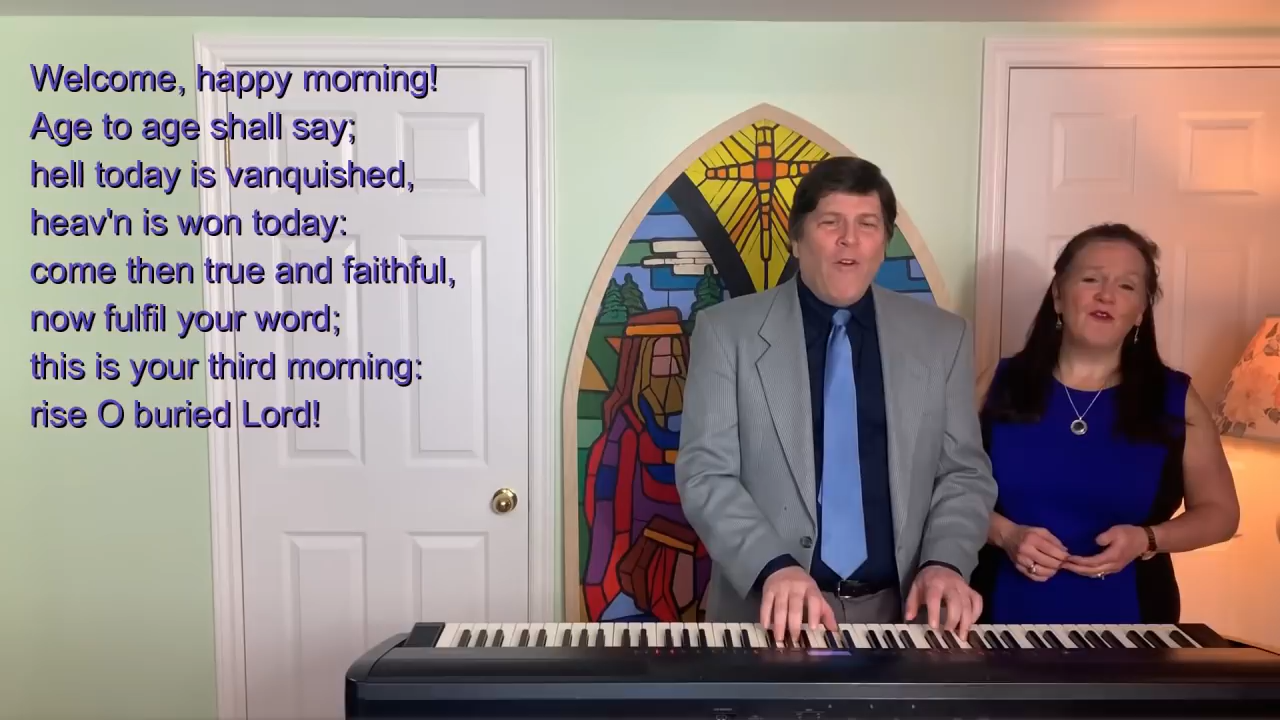 Welcome, happy morning!
Age to age shall say;
hell today is vanquished,
heav'n is won today:
come then true and faithful,
now fulfil your word;
this is your third morning:
rise O buried Lord!